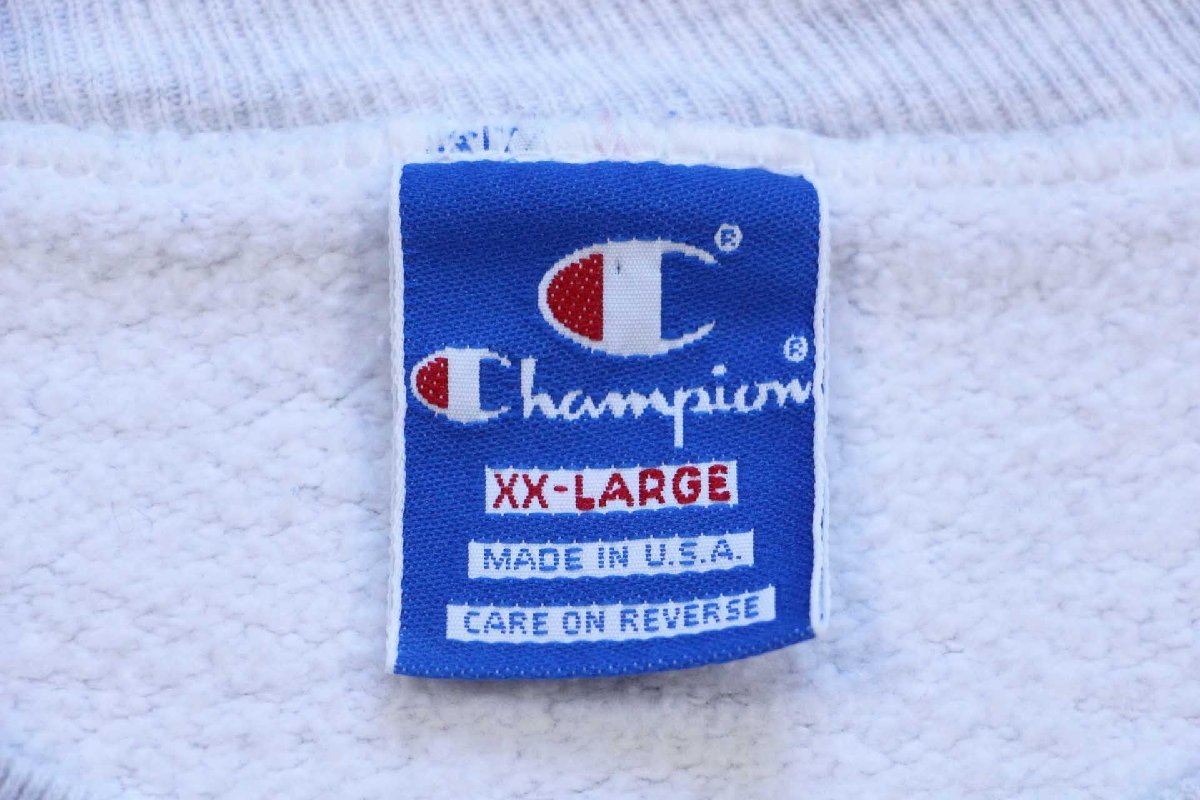 C®
Champion®
XX-LARGE
MADE IN U.S.A.
CARE ON REVERSE